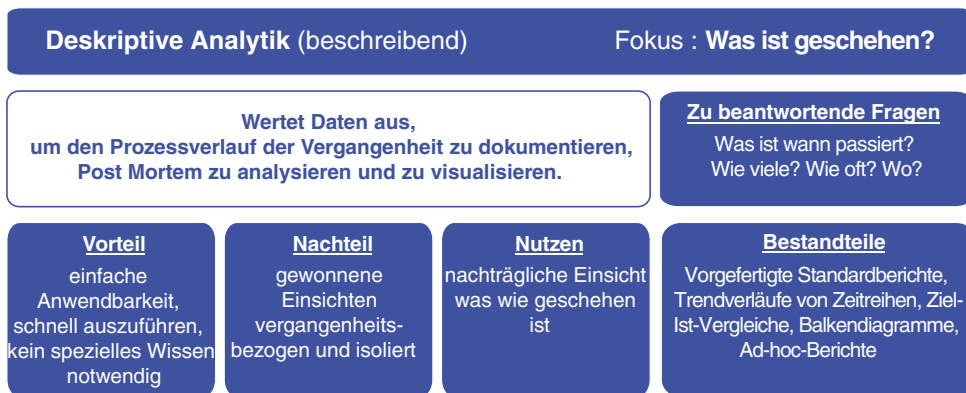 Deskriptive Analytik (beschreibend) Fokus : Was ist geschehen?
Wertet Daten aus,
um den Prozessverlauf der Vergangenheit zu dokumentieren,
Post Mortem zu analysieren und zu visualisieren.
Zu beantwortende Fragen
Was ist wann passiert?
Wie viele? Wie oft? Wo?
Vorteil
einfache
Anwendbarkeit,
schnell auszuführen,
kein spezielles Wissen
notwendig
Nachteil
gewonnene
Einsichten
vergangenheits-
bezogen und isoliert
Nutzen
nachträgliche Einsicht
was wie geschehen
ist
Bestandteile
Vorgefertigte Standardberichte,
Trendverläufe von Zeitreihen, Ziel-
Ist-Vergleiche, Balkendiagramme,
Ad-hoc-Berichte